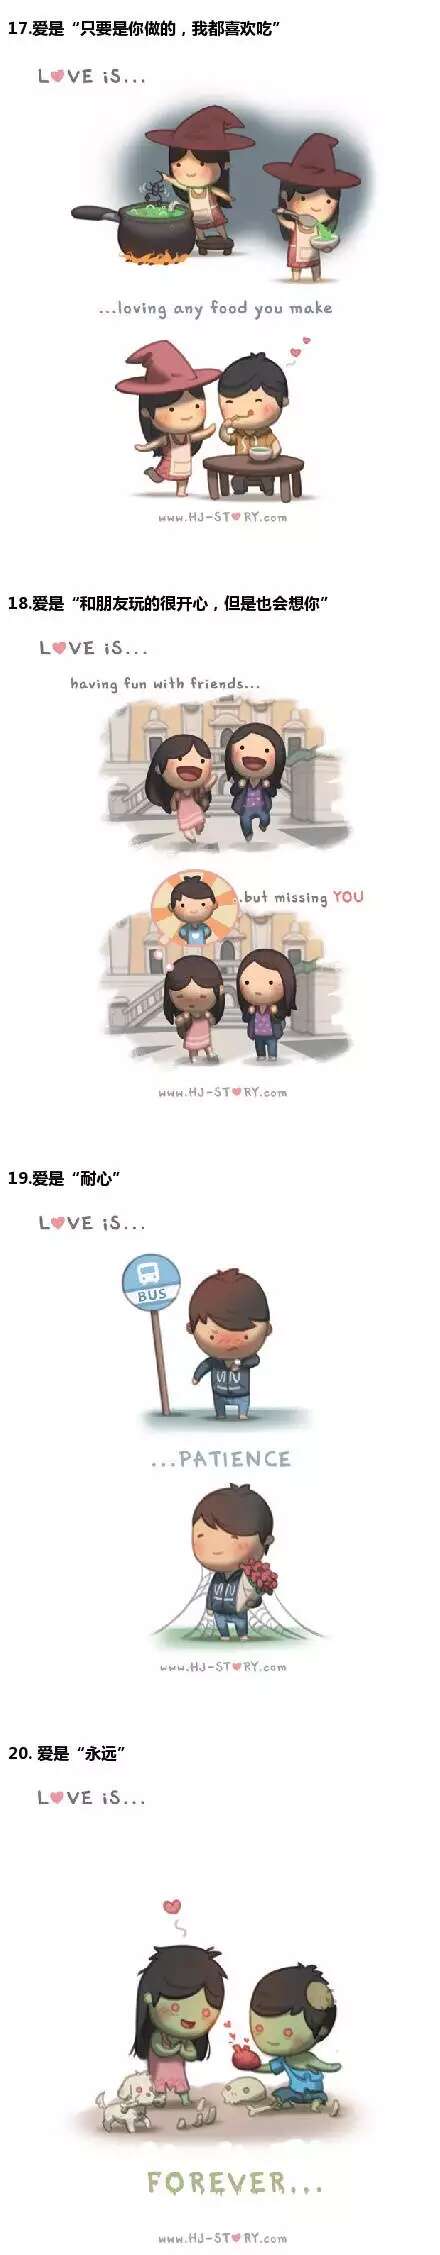 17.爱是“只要是你做的，我都喜欢吃”
LOVE iS...
...loving any food you make
www.HJ-STORY.com
18.爱是“和朋友玩的很开心，但是也会想你”
LOVE iS...
having fun with friends...
..but missing YOU
www.HJ-STORY.com
19.爱是“耐心”
LOVE iS...
BUS
...PATIENCE
www.HJ-STORY.com
20. 爱是“永远”
LOVE iS...
FOREVER...
www.HJ-STORY.com